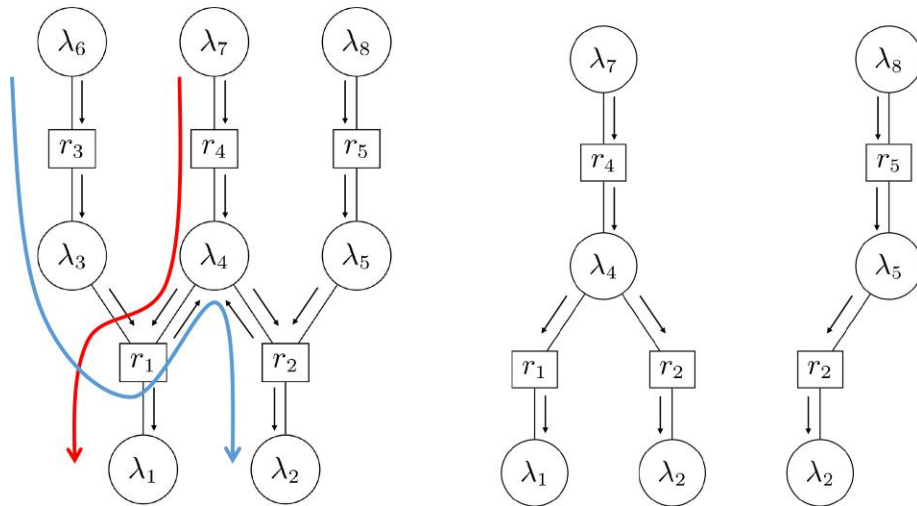 λ₆ λ₇ λ₈
r₃ r₄ r₅
λ₃ λ₄ λ₅
r₁ r₂
λ₁ λ₂
λ₇ λ₈
r₄ r₅
λ₄ λ₅
r₁ r₂ r₂
λ₁ λ₂ λ₂